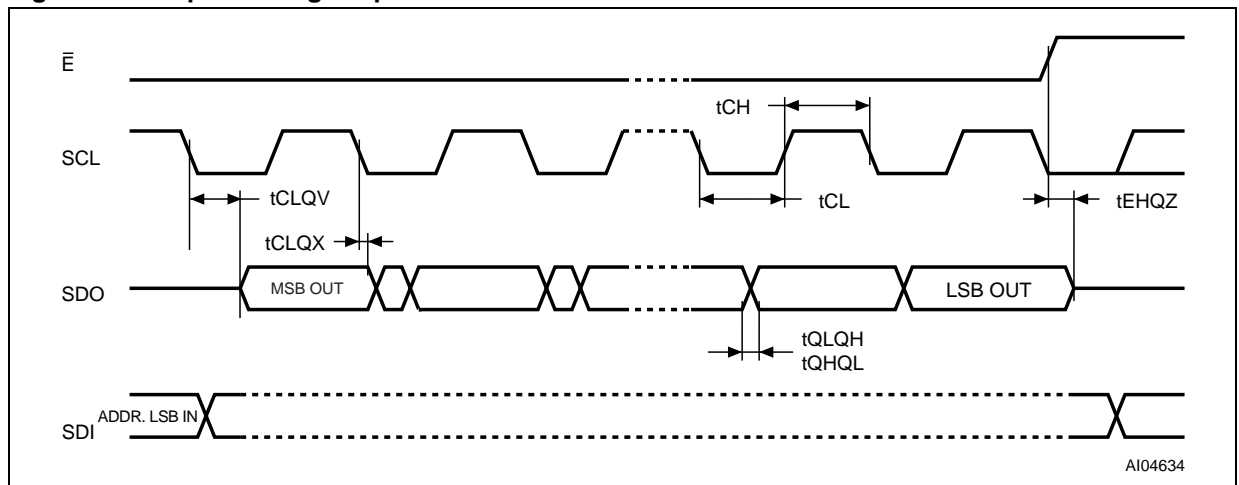 Ē
tCH
SCL
tCLQV
tCL
tEHQZ
tCLQX
SDO
MSB OUT
LSB OUT
tQLQH
tQHQL
ADDR. LSB IN
SDI
AI04634